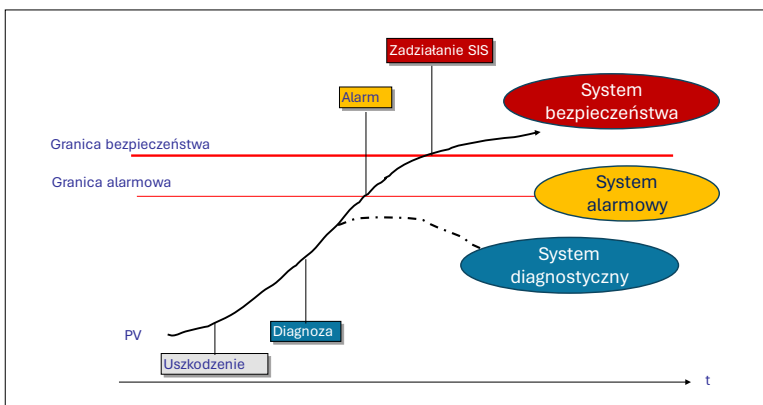 Zadziałanie SIS
System
bezpieczeństwa
Alarm
Granica bezpieczeństwa
Granica alarmowa
System
alarmowy
System
diagnostyczny
PV
Diagnoza
Uszkodzenie
t